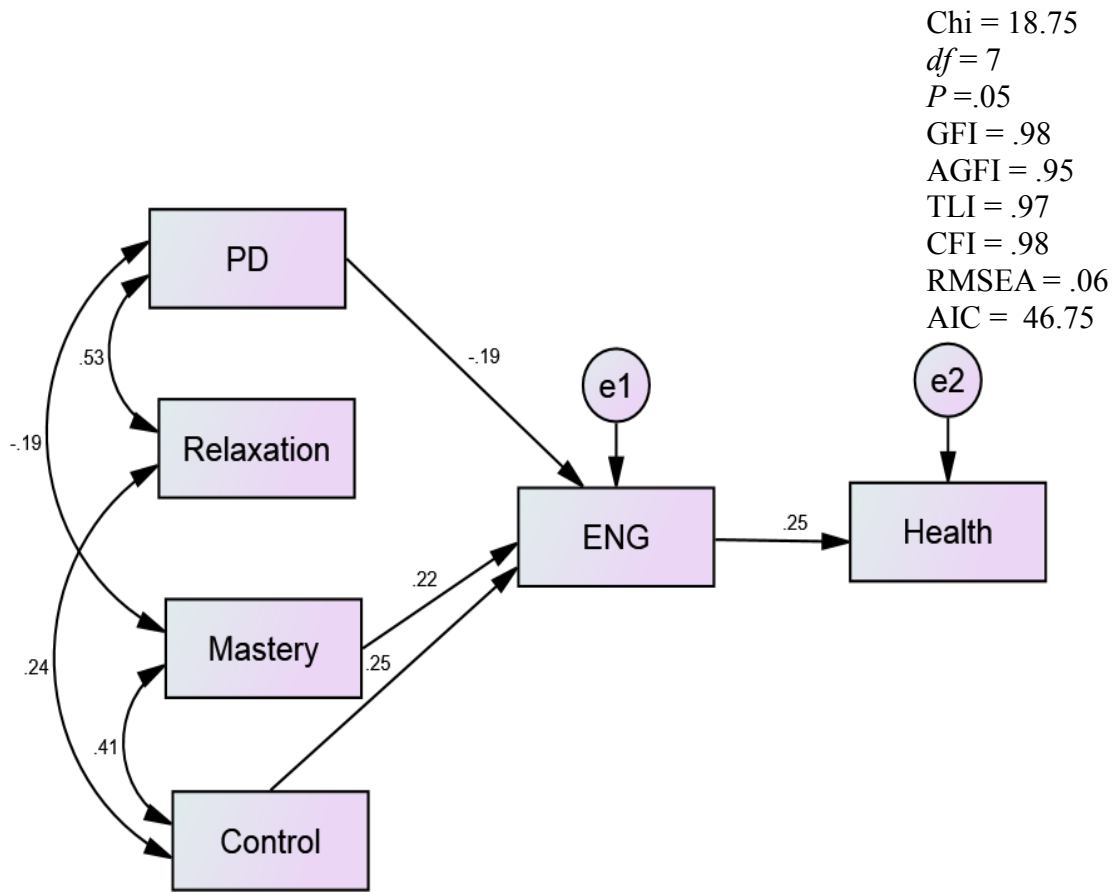 Chi = 18.75
df = 7
P =.05
GFI = .98
AGFI = .95
TLI = .97
CFI = .98
RMSEA = .06
AIC = 46.75
PD
-.19
.53
e1
e2
Relaxation
-.19
ENG
.25
Health
.22
Mastery
.25
.24
.41
Control